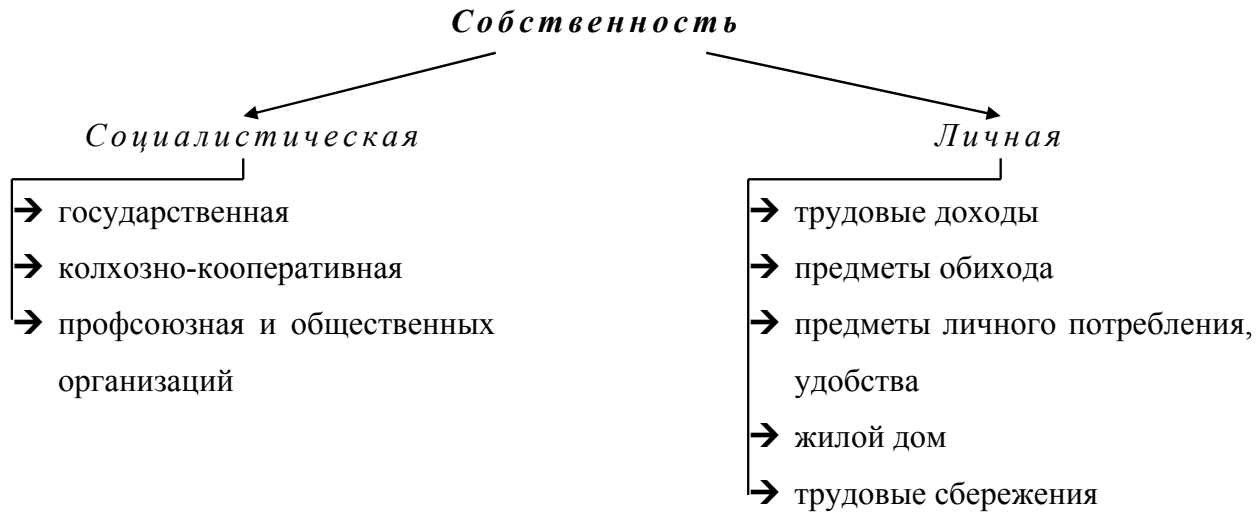 Собственность
Социалистическая
государственная
колхозно-кооперативная
профсоюзная и общественных
организаций
Личная
трудовые доходы
предметы обихода
предметы личного потребления,
удобства
жилой дом
трудовые сбережения